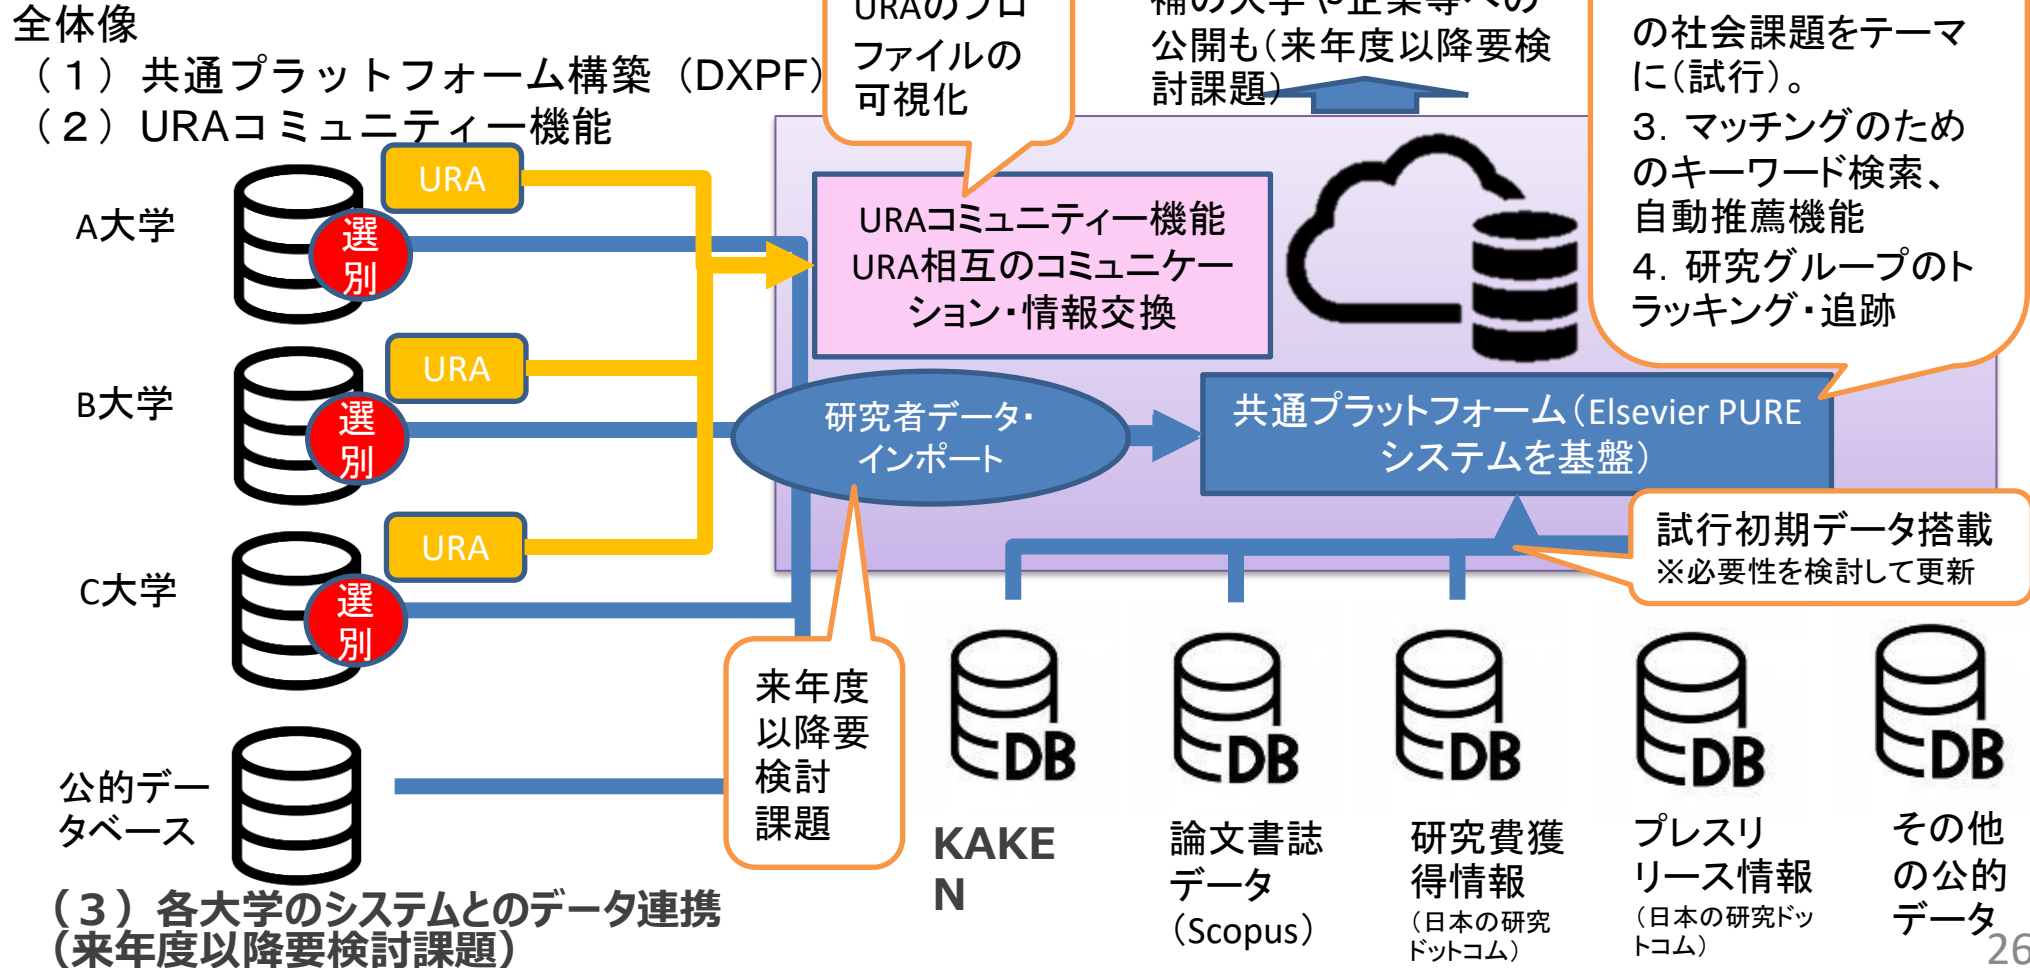 全体像
（１）共通プラットフォーム構築（DXPF）
（２）URAコミュニティー機能
URAのプロ
ファイルの
可視化
補の大学や企業等への
公開も（来年度以降要検
討課題）
の社会課題をテーマ
に（試行）。
３．マッチングのため
のキーワード検索、
自動推薦機能
４．研究グループのト
ラッキング・追跡
A大学
選
別
URA
B大学
選
別
URA
C大学
選
別
URA
公的デー
タベース
URAコミュニティー機能
URA相互のコミュニケー
ション・情報交換
研究者データ・
インポート
共通プラットフォーム（Elsevier PURE
システムを基盤）
試行初期データ搭載
※必要性を検討して更新
来年度
以降要
検討
課題
DB
DB
DB
DB
DB
KAKE
N
論文書誌
データ
（Scopus）
研究費獲
得情報
（日本の研究
ドットコム）
プレスリ
リース情報
（日本の研究ドッ
トコム）
その他
の公的
データ
（３）各大学のシステムとのデータ連携
（来年度以降要検討課題）
26